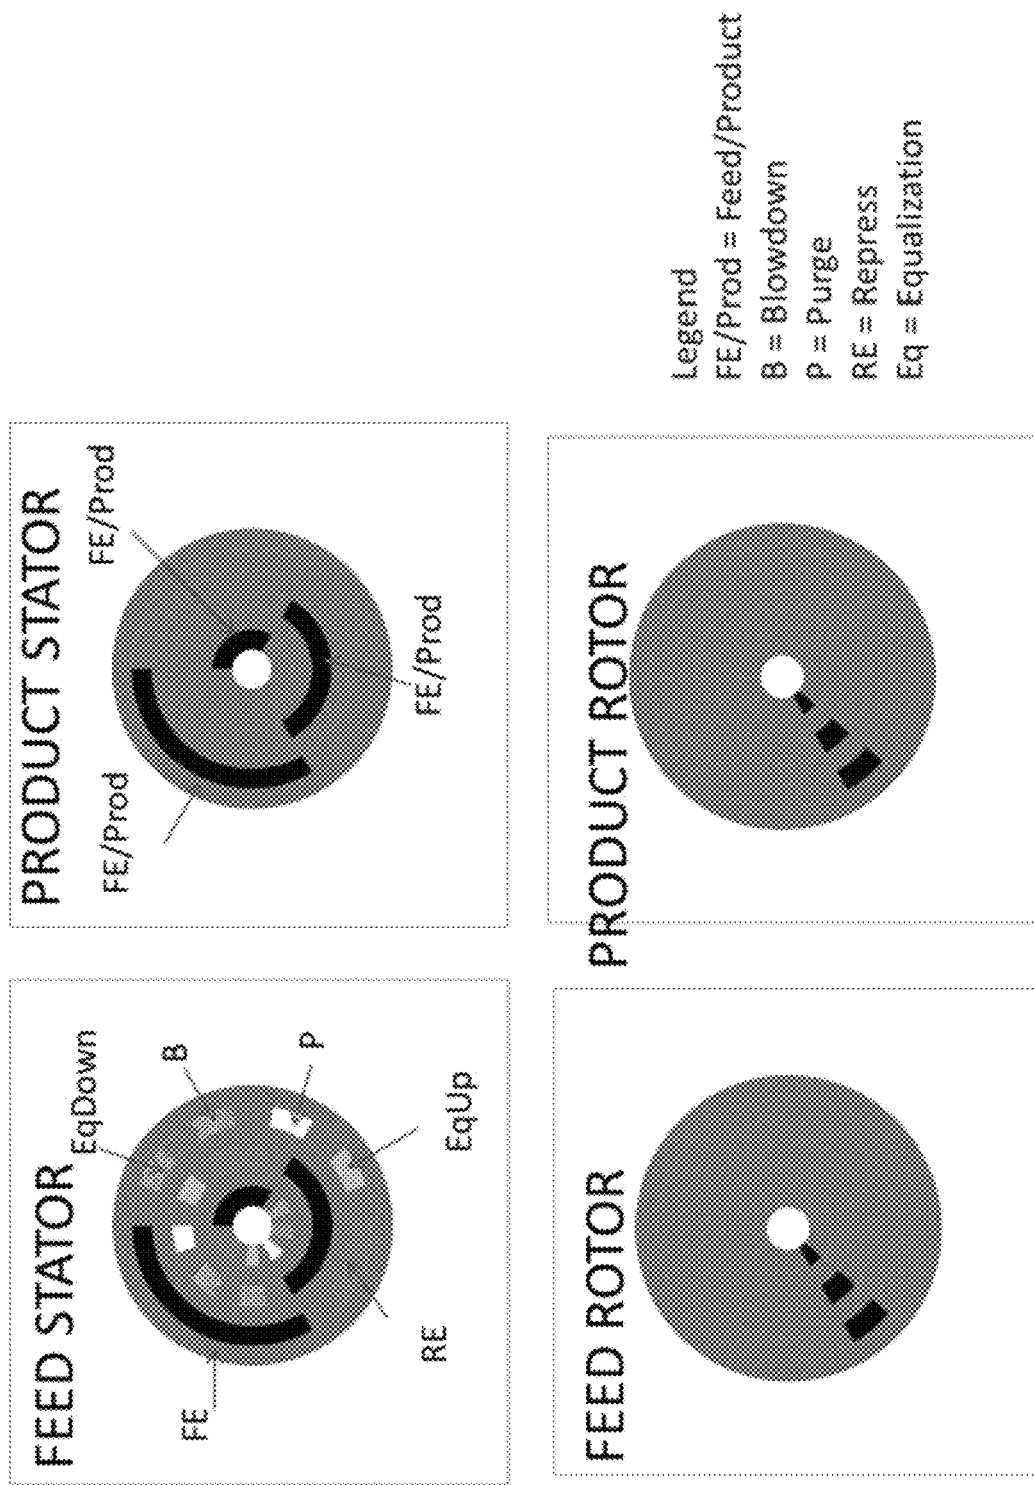 FEED STATOR
EqDown
B
P
EqUp
RE
FE
PRODUCT STATOR
FE/Prod
FE/Prod
FE/Prod
FEED ROTOR
PRODUCT ROTOR
Legend
FE/Prod = Feed/Product
B = Blowdown
P = Purge
RE = Repress
Eq = Equalization